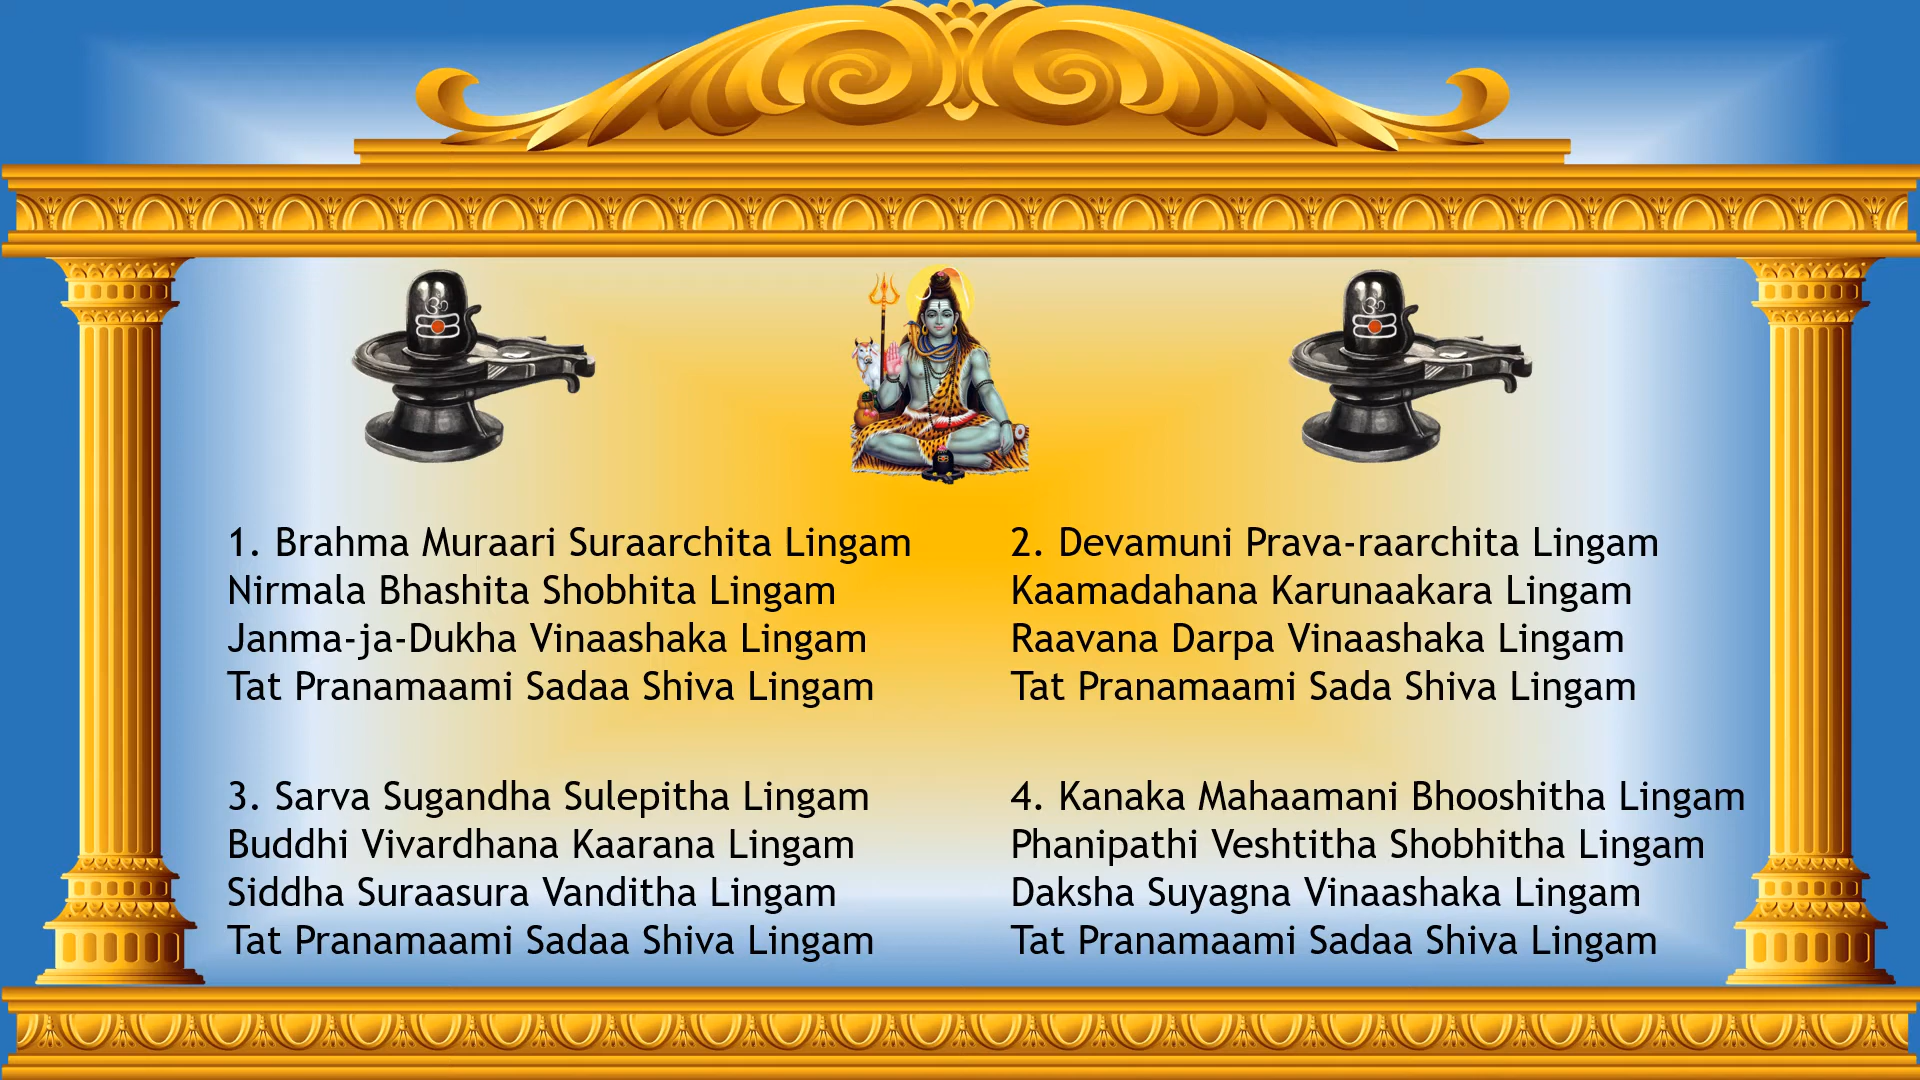 1. Brahma Muraari Suraarchita Lingam
Nirmala Bhashita Shobhita Lingam
Janma-ja-Dukha Vinaashaka Lingam
Tat Pranamaami Sadaa Shiva Lingam
2. Devamuni Prava-raarchita Lingam
Kaamadahana Karunaakara Lingam
Raavana Darpa Vinaashaka Lingam
Tat Pranamaami Sada Shiva Lingam
3. Sarva Sugandha Sulepitha Lingam
Buddhi Vivardhana Kaarana Lingam
Siddha Suraasura Vanditha Lingam
Tat Pranamaami Sadaa Shiva Lingam
4. Kanaka Mahaamani Bhooshitha Lingam
Phanipathi Veshtitha Shobhitha Lingam
Daksha Suyagna Vinaashaka Lingam
Tat Pranamaami Sadaa Shiva Lingam